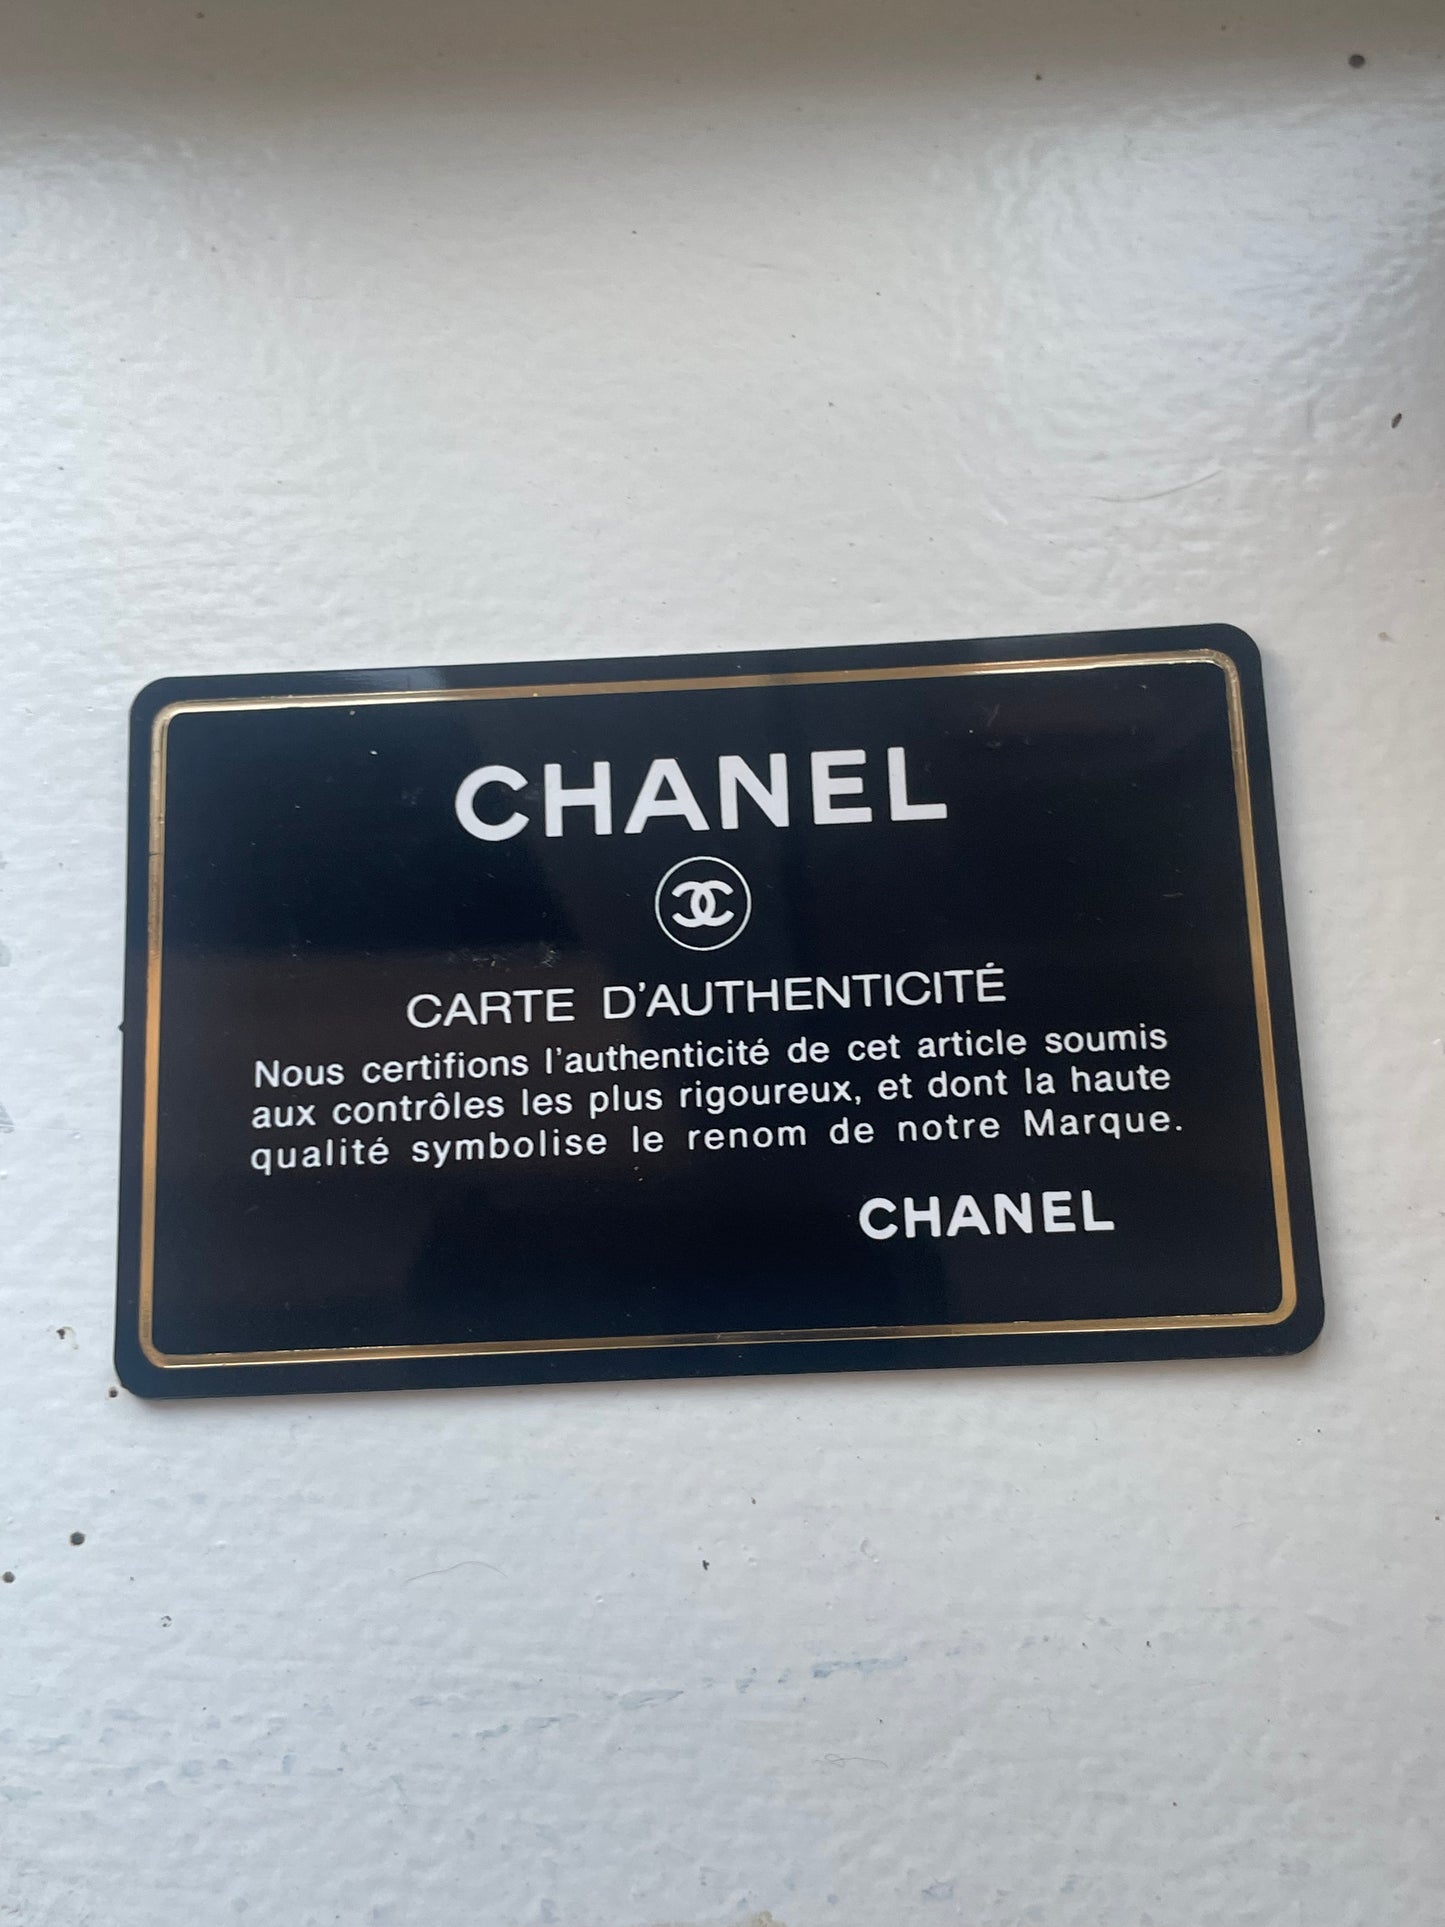 CHANEL
CARTE D'AUTHENTICITÉ
Nous certifions l'authenticité de cet article soumis
aux contrôles les plus rigoureux, et dont la haute
qualité symbolise le renom de notre Marque.
CHANEL